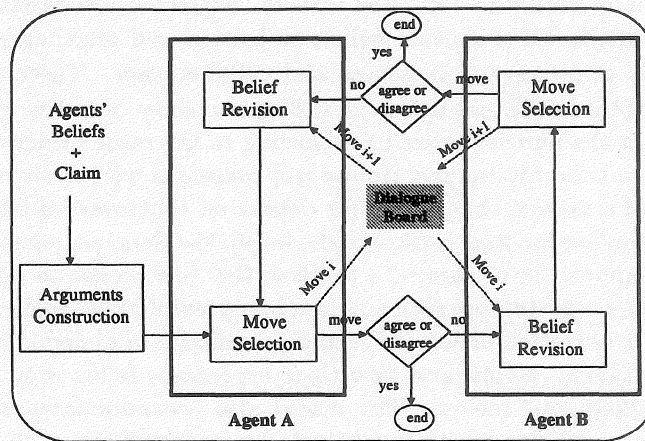 end
yes
no
agree or
disagree
move
Belief
Revision
Move
Selection
Agents'
Beliefs
+
Claim
Move i+1
Move i+1
Dialogue
Board
Arguments
Construction
Move i
Move i
Move
Selection
move
agree or
disagree
no
Belief
Revision
yes
end
Agent A
Agent B